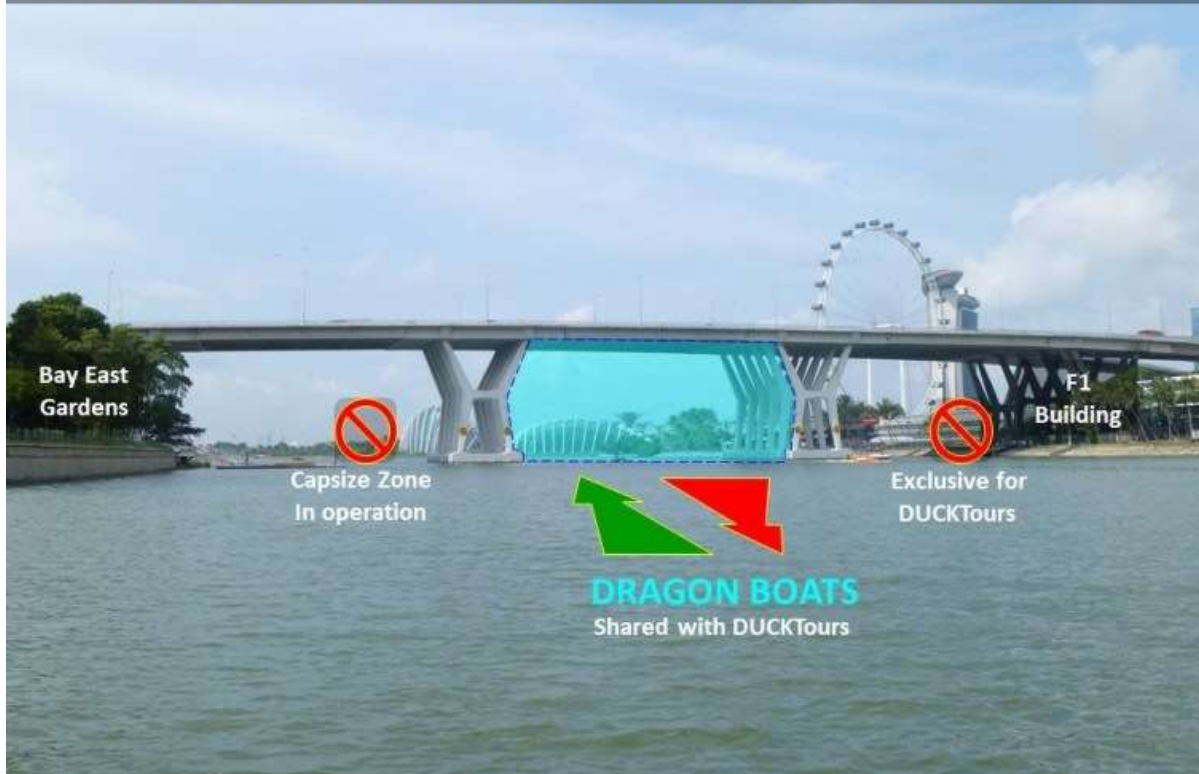 Bay East
Gardens
F1
Building
Capsize Zone
In operation
Exclusive for
DUCKTours
DRAGON BOATS
Shared with DUCKTours